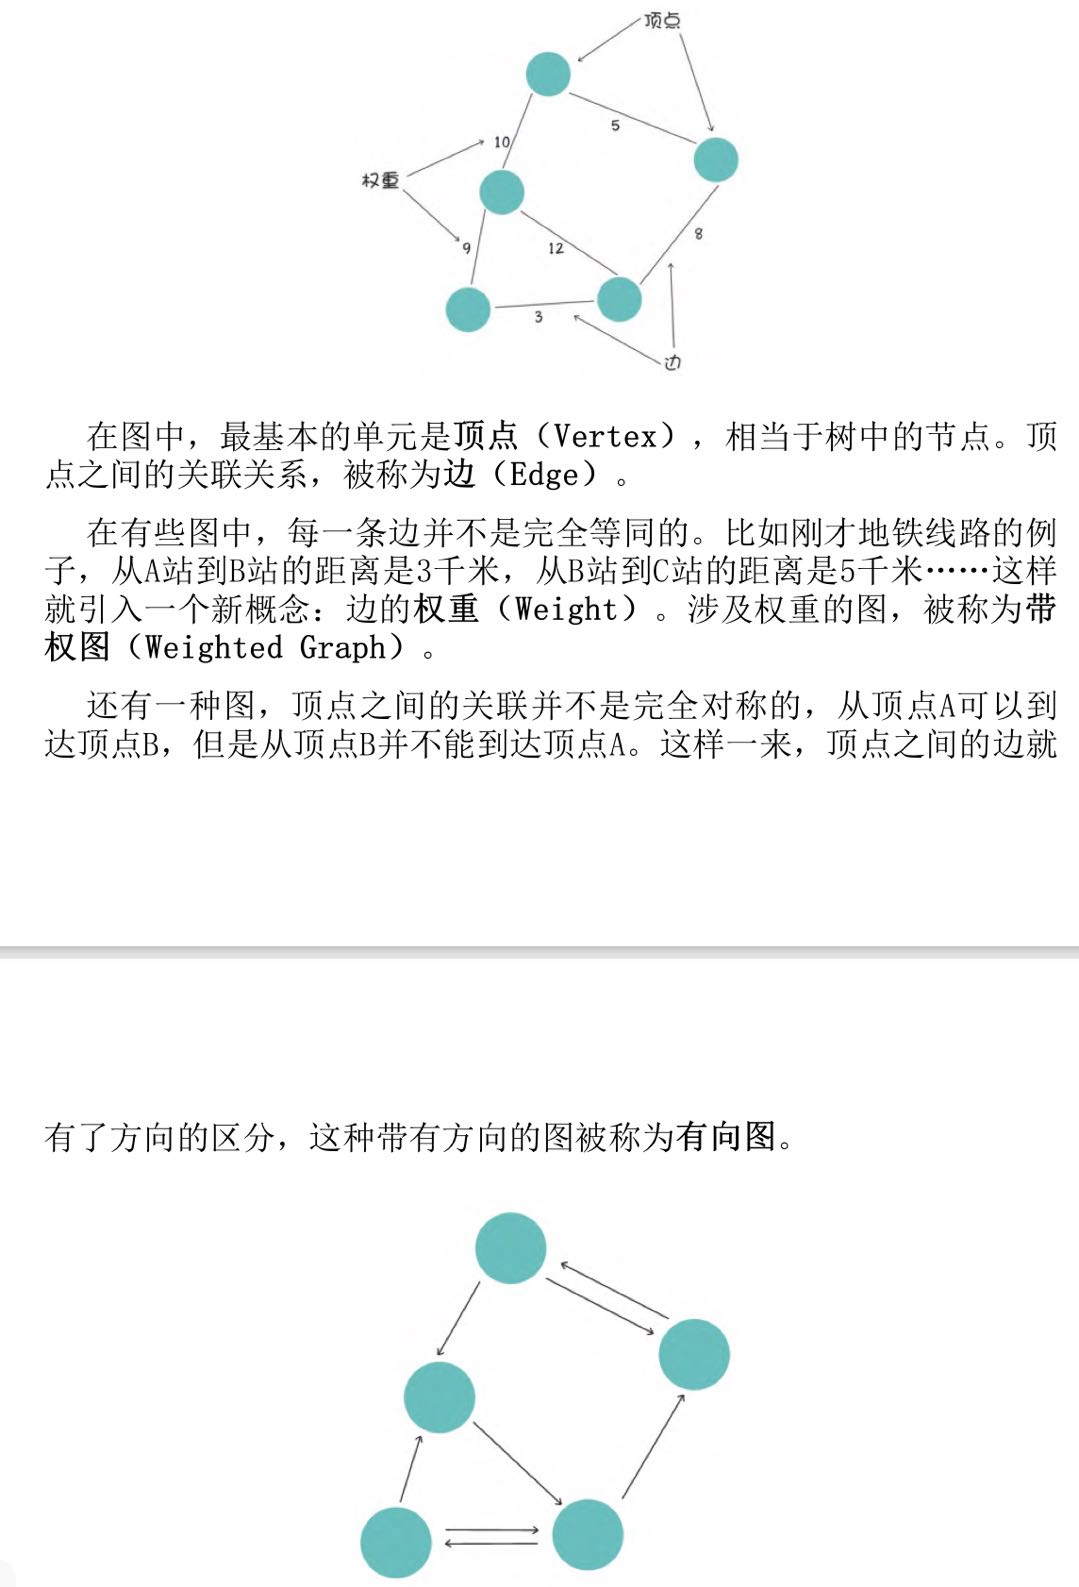 顶点
5
10
权重
8
9
12
3
边
在图中，最基本的单元是顶点（Vertex），相当于树中的节点。顶
点之间的关联关系，被称为边（Edge）。
在有些图中，每一条边并不是完全等同的。比如刚才地铁线路的例
子，从A站到B站的距离是3千米，从B站到C站的距离是5千米……这样
就引入一个新概念：边的权重（Weight）。涉及权重的图，被称为带
权图（Weighted Graph）。
还有一种图，顶点之间的关联并不是完全对称的，从顶点A可以到
达顶点B，但是从顶点B并不能到达顶点A。这样一来，顶点之间的边就
有了方向的区分，这种带有方向的图被称为有向图。